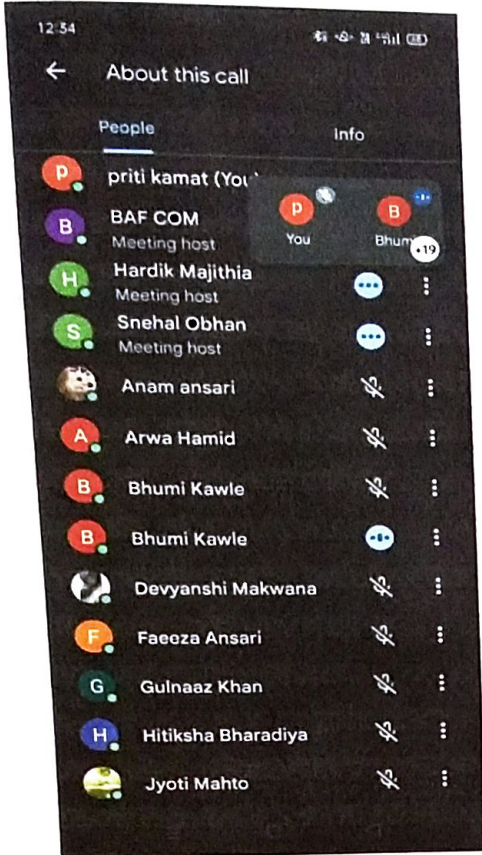 12:34
About this call
People
Info
P
priti kamat (You
P
B
You
Bhumi
+19
B
BAF COM
Meeting host
H
Hardik Majithia
Meeting host
S
Snehal Obhan
Meeting host
Anam ansari
A
Arwa Hamid
B
Bhumi Kawle
B
Bhumi Kawle
Devyanshi Makwana
F
Faeeza Ansari
G
Gulnaaz Khan
H
Hitiksha Bharadiya
Jyoti Mahto